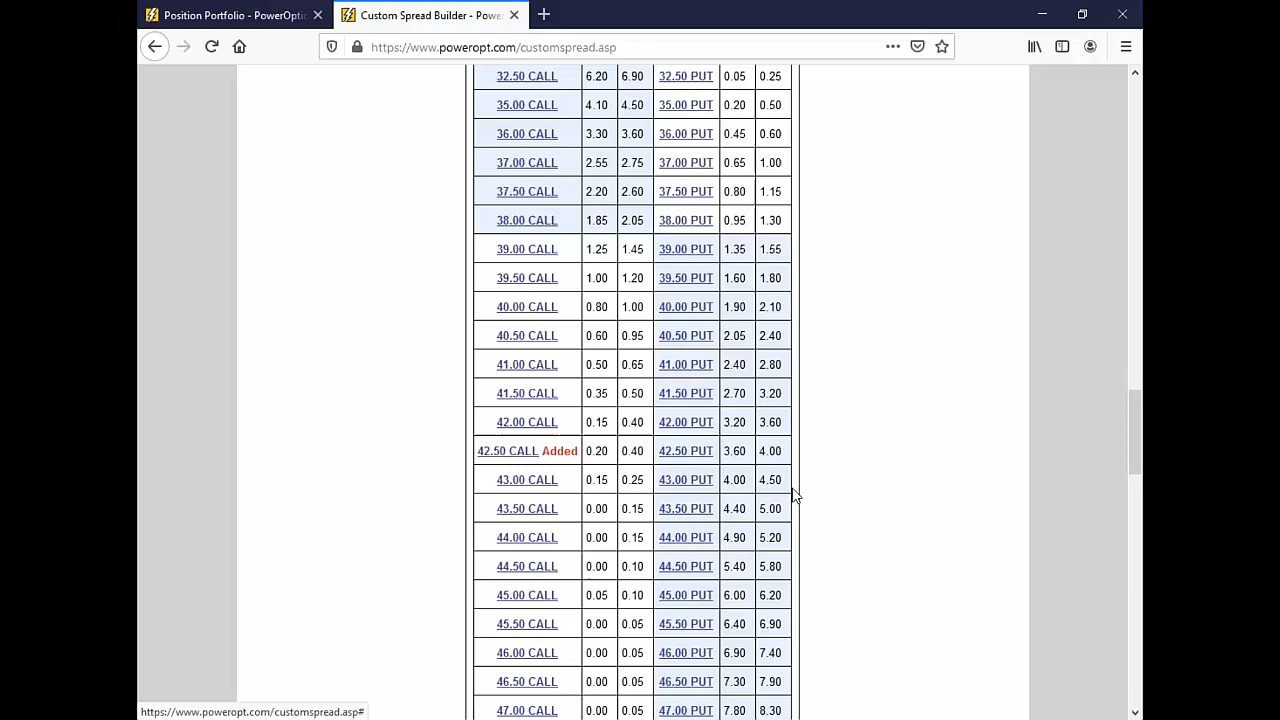 Position Portfolio - PowerOptio
Custom Spread Builder - Powe
https://www.poweropt.com/customspread.asp
32.50 CALL 6.20 6.90 32.50 PUT 0.05 0.25
35.00 CALL 4.10 4.50 35.00 PUT 0.20 0.50
36.00 CALL 3.30 3.60 36.00 PUT 0.45 0.60
37.00 CALL 2.55 2.75 37.00 PUT 0.65 1.00
37.50 CALL 2.20 2.60 37.50 PUT 0.80 1.15
38.00 CALL 1.85 2.05 38.00 PUT 0.95 1.30
39.00 CALL 1.25 1.45 39.00 PUT 1.35 1.55
39.50 CALL 1.00 1.20 39.50 PUT 1.60 1.80
40.00 CALL 0.80 1.00 40.00 PUT 1.90 2.10
40.50 CALL 0.60 0.95 40.50 PUT 2.05 2.40
41.00 CALL 0.50 0.65 41.00 PUT 2.40 2.80
41.50 CALL 0.35 0.50 41.50 PUT 2.70 3.20
42.00 CALL 0.15 0.40 42.00 PUT 3.20 3.60
42.50 CALL Added 0.20 0.40 42.50 PUT 3.60 4.00
43.00 CALL 0.15 0.25 43.00 PUT 4.00 4.50
43.50 CALL 0.00 0.15 43.50 PUT 4.40 5.00
44.00 CALL 0.00 0.15 44.00 PUT 4.90 5.20
44.50 CALL 0.00 0.10 44.50 PUT 5.40 5.80
45.00 CALL 0.05 0.10 45.00 PUT 6.00 6.20
45.50 CALL 0.00 0.05 45.50 PUT 6.40 6.90
46.00 CALL 0.00 0.05 46.00 PUT 6.90 7.40
46.50 CALL 0.00 0.05 46.50 PUT 7.30 7.90
47.00 CALL 0.00 0.05 47.00 PUT 7.80 8.30
https://www.poweropt.com/customspread.asp#